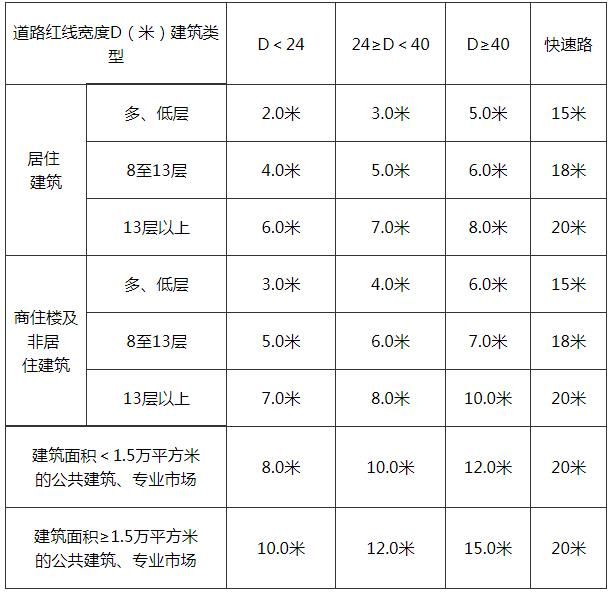 道路红线宽度D（米）建筑类
型
D＜24
24≥D＜40
D≥40
快速路
居住
建筑
多、低层
2.0米
3.0米
5.0米
15米
8至13层
4.0米
5.0米
6.0米
18米
13层以上
6.0米
7.0米
8.0米
20米
商住楼及
非居
住建筑
多、低层
3.0米
4.0米
6.0米
15米
8至13层
5.0米
6.0米
7.0米
18米
13层以上
7.0米
8.0米
10.0米
20米
建筑面积＜1.5万平方米
的公共建筑、专业市场
8.0米
10.0米
12.0米
20米
建筑面积≥1.5万平方米
的公共建筑、专业市场
10.0米
12.0米
15.0米
20米